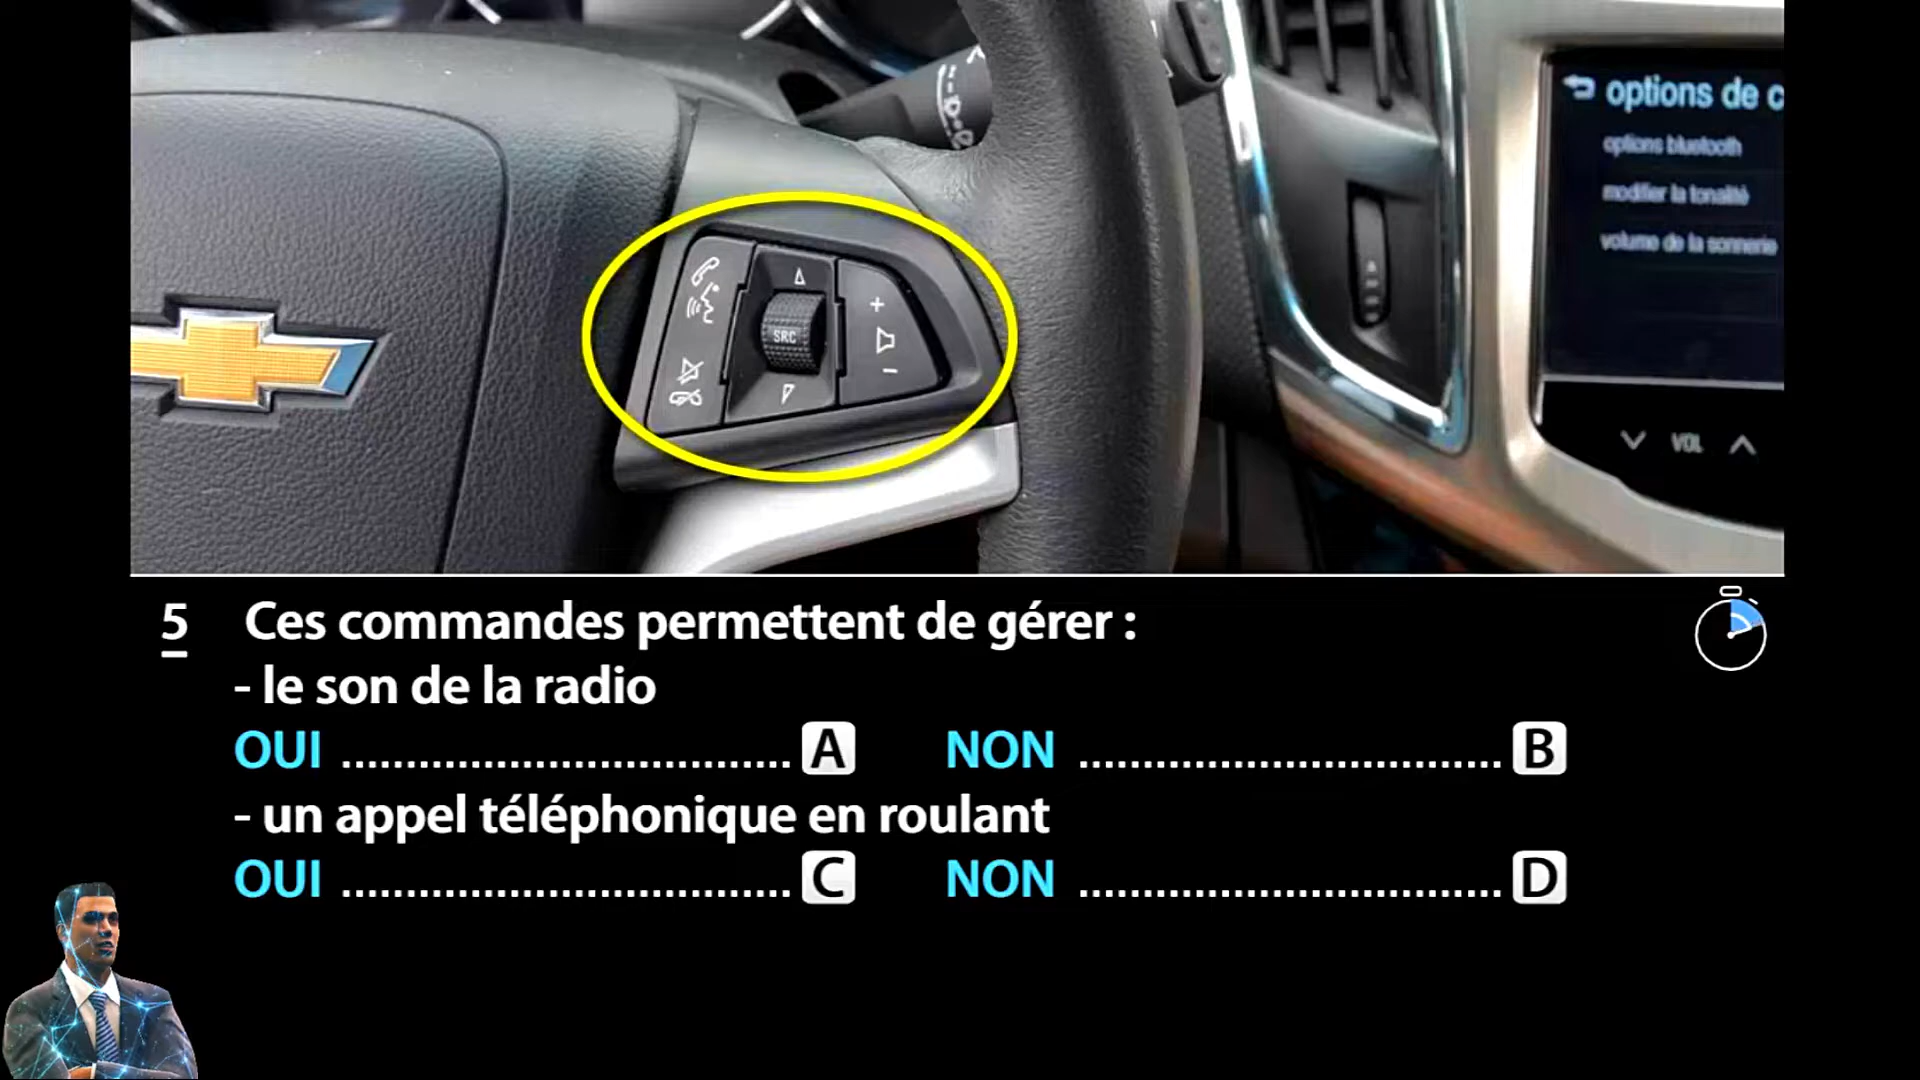 options de c
options bluetooth
modifier la tonalité
volume de la sonnerie
SRC
VOL
5 Ces commandes permettent de gérer :
- le son de la radio
OUI .................................. A NON ................................ B
- un appel téléphonique en roulant
OUI .................................. C NON ................................ D